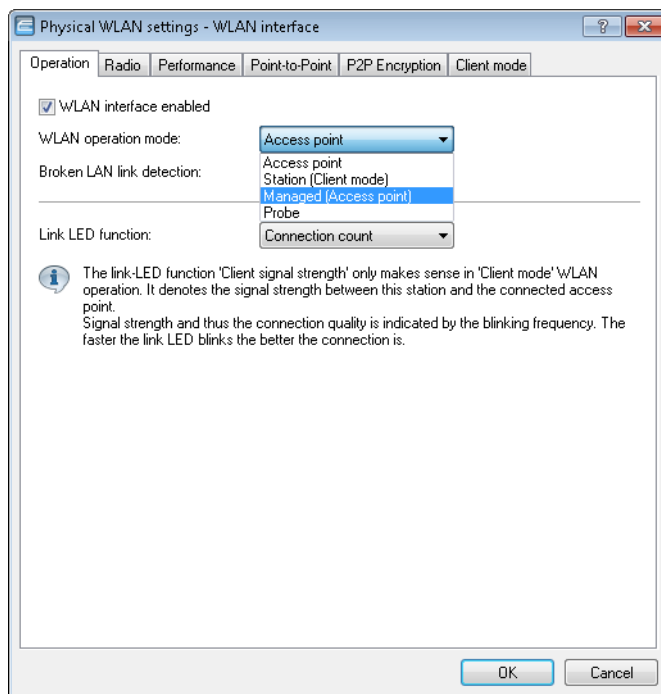 Physical WLAN settings - WLAN interface
Operation Radio Performance Point-to-Point P2P Encryption Client mode
WLAN interface enabled
WLAN operation mode: Access point
Access point
Broken LAN link detection: Station (Client mode)
Managed (Access point)
Probe
Link LED function: Connection count
The link-LED function 'Client signal strength' only makes sense in 'Client mode' WLAN
operation. It denotes the signal strength between this station and the connected access
point.
Signal strength and thus the connection quality is indicated by the blinking frequency. The
faster the link LED blinks the better the connection is.
OK Cancel